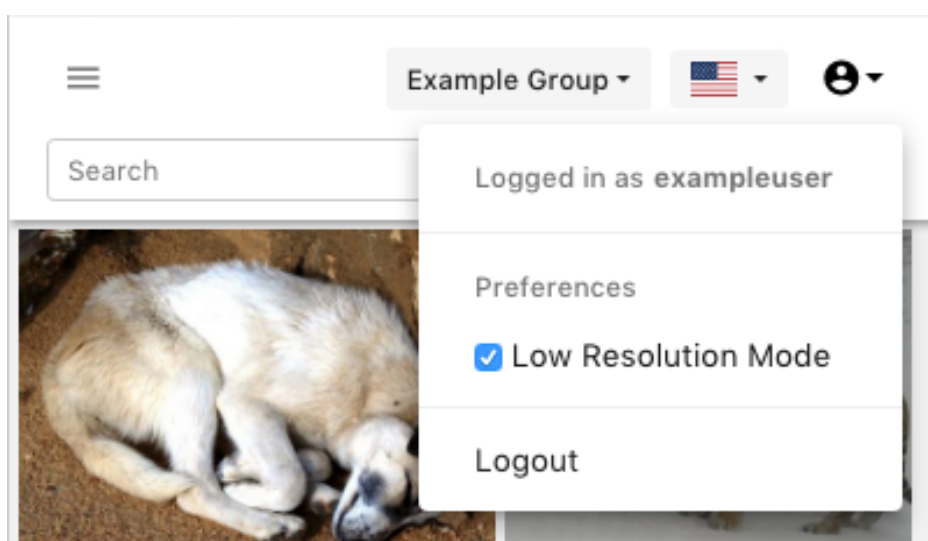 Example Group
Search
Logged in as exampleuser
Preferences
Low Resolution Mode
Logout